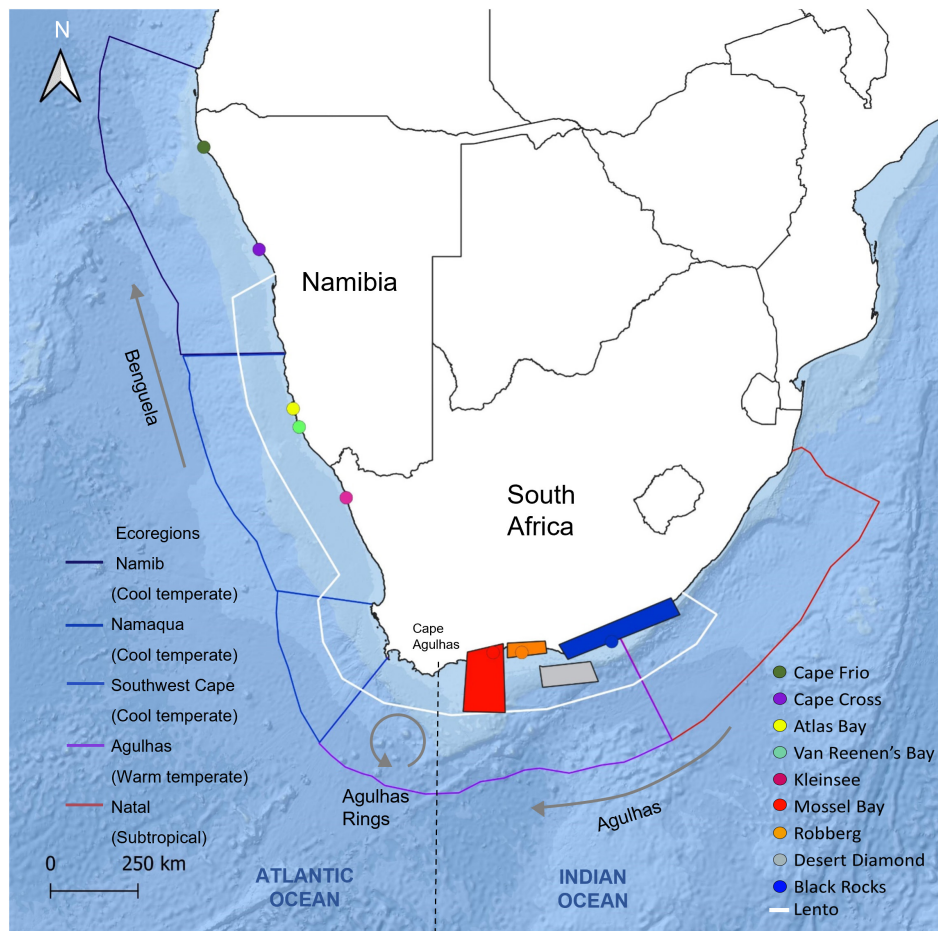 N
Namibia
Benguela
South
Africa
Cape
Agulhas
Ecoregions
Namib
(Cool temperate)
Namaqua
(Cool temperate)
Southwest Cape
(Cool temperate)
Agulhas
(Warm temperate)
Natal
(Subtropical)
0 250 km
Agulhas
Rings
Agulhas
ATLANTIC
OCEAN
INDIAN
OCEAN
Cape Frio
Cape Cross
Atlas Bay
Van Reenen's Bay
Kleinsee
Mossel Bay
Robberg
Desert Diamond
Black Rocks
Lento